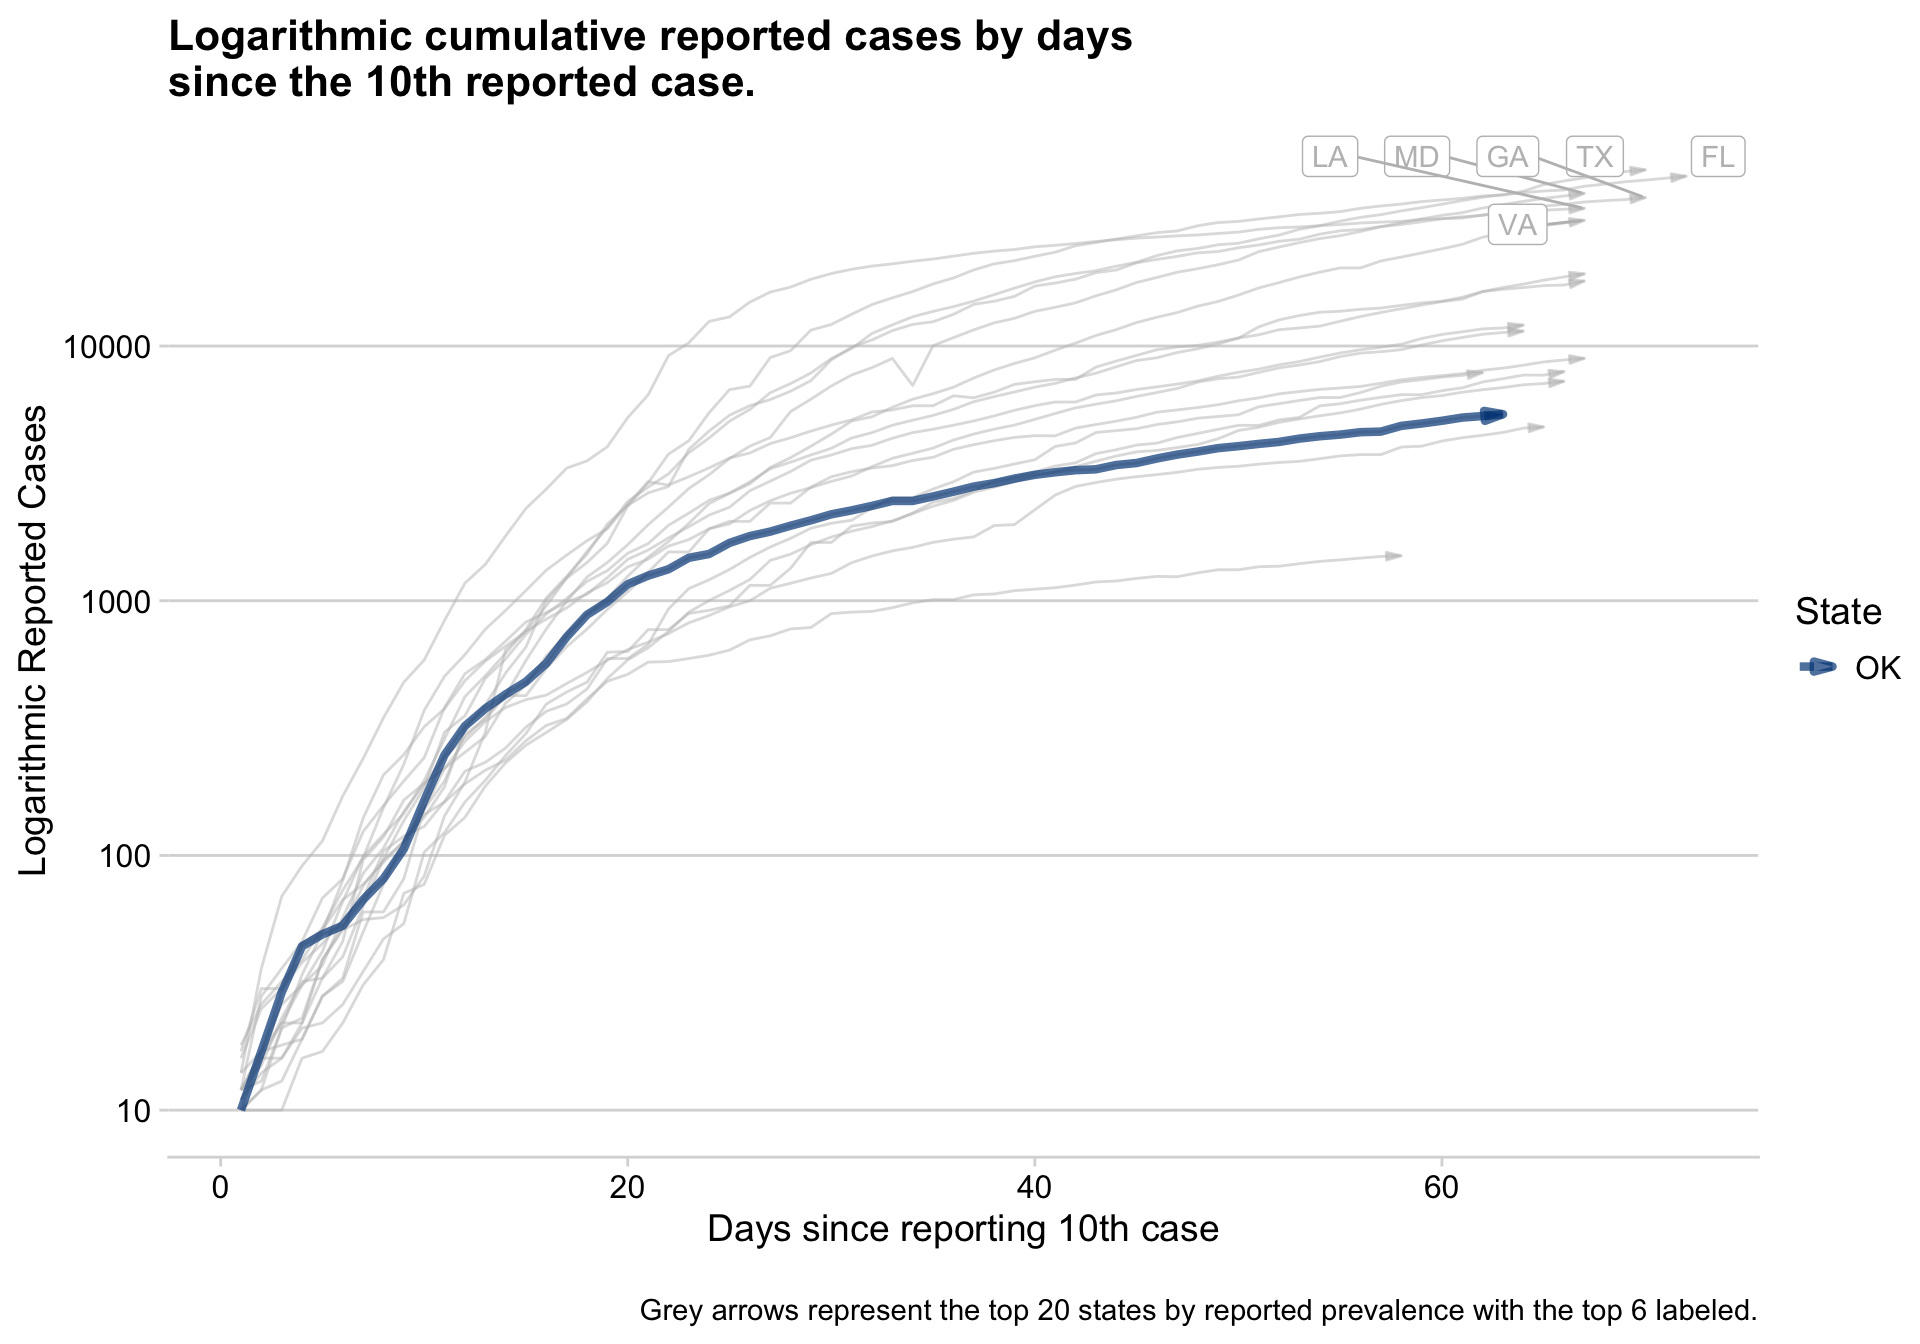 Logarithmic cumulative reported cases by days
since the 10th reported case.
LA MD GA TX FL
VA
10000
1000
100
10
Logarithmic Reported Cases
State
OK
0 20 40 60
Days since reporting 10th case
Grey arrows represent the top 20 states by reported prevalence with the top 6 labeled.